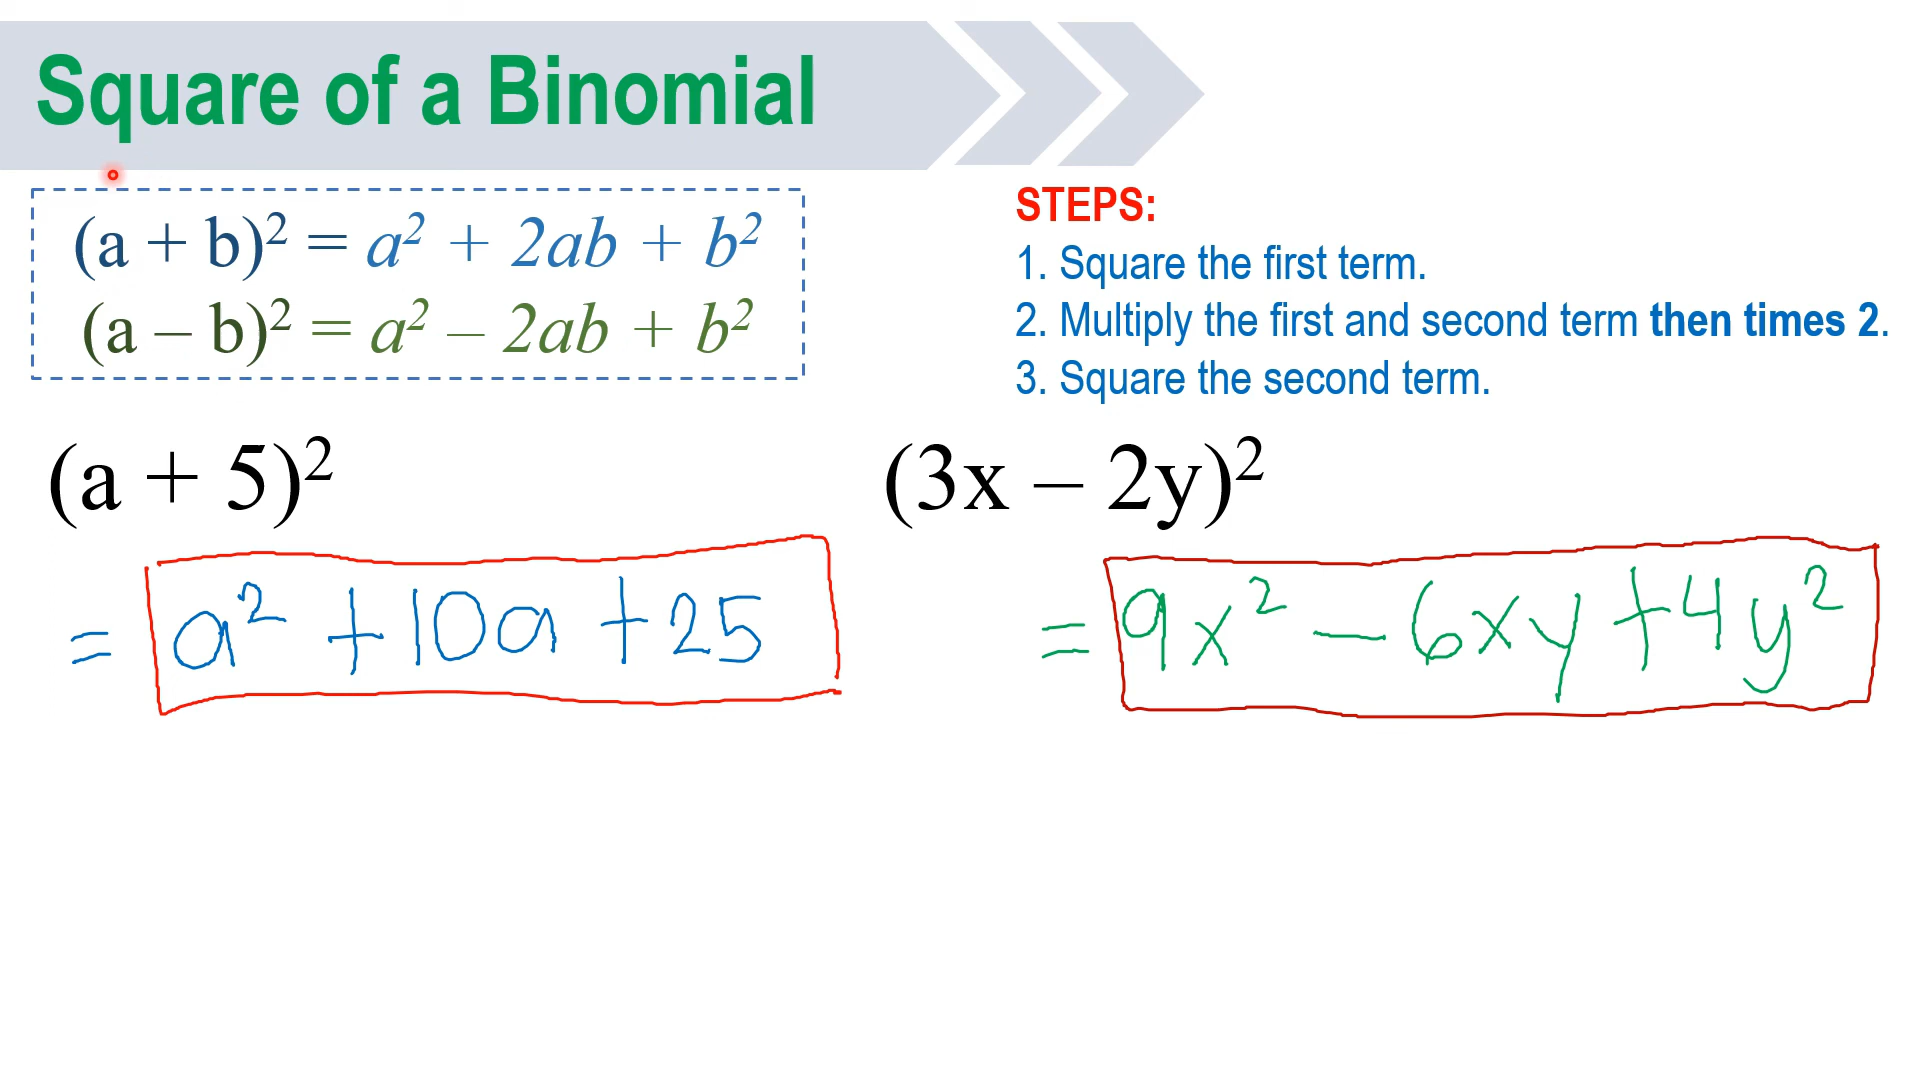 Square of a Binomial
(a + b)² = a² + 2ab + b²
(a – b)² = a² – 2ab + b²
STEPS:
1. Square the first term.
2. Multiply the first and second term then times 2.
3. Square the second term.
(a + 5)²
= a² + 10a + 25
(3x – 2y)²
= 9x² – 6xy + 4y²